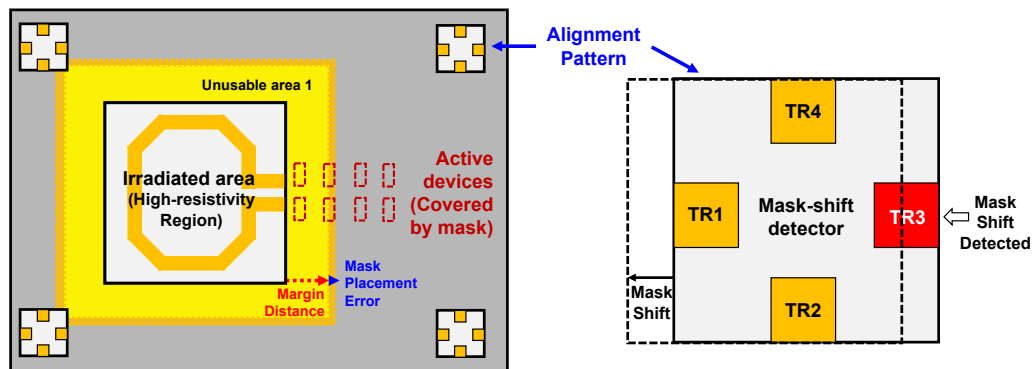 Unusable area 1
Irradiated area
(High-resistivity
Region)
Active
devices
(Covered
by mask)
Mask
Placement
Error
Margin
Distance
Alignment
Pattern
TR4
TR1
Mask-shift
detector
TR3
Mask
Shift
Detected
Mask
Shift
TR2